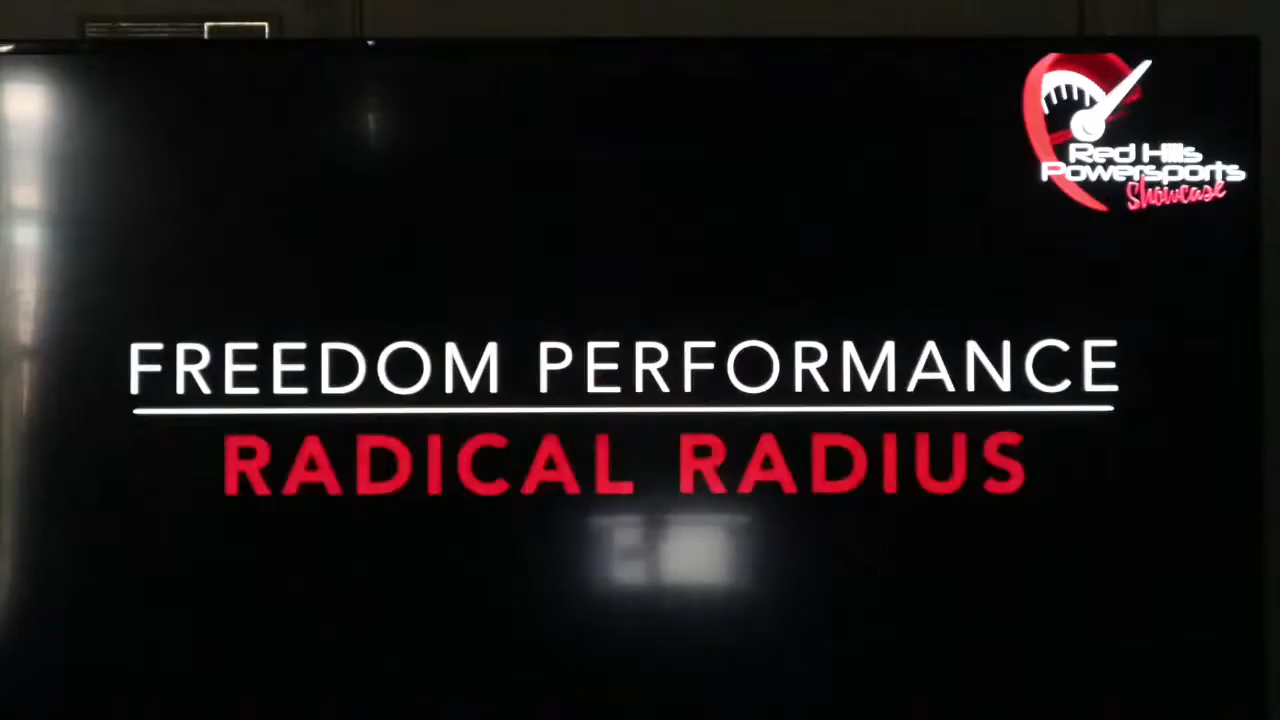 Red Hills
Powersports
Showcase
FREEDOM PERFORMANCE
RADICAL RADIUS